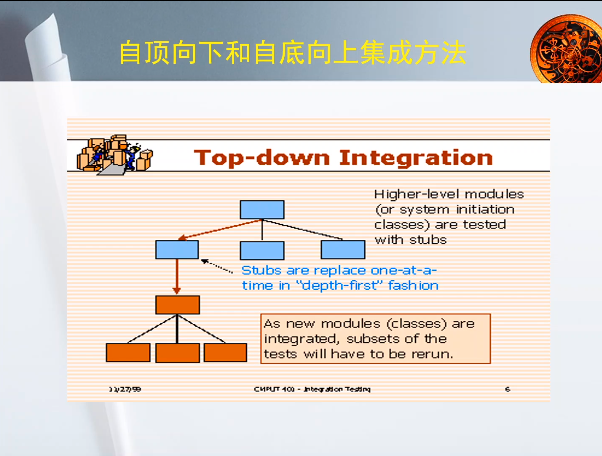 自顶向下和自底向上集成方法
Top-down Integration
Higher-level modules
(or system initiation
classes) are tested
with stubs
Stubs are replace one-at-a-
time in "depth-first" fashion
As new modules (classes) are
integrated, subsets of the
tests will have to be rerun.
11/27/99
CMPUT 401 - Integration Testing
6